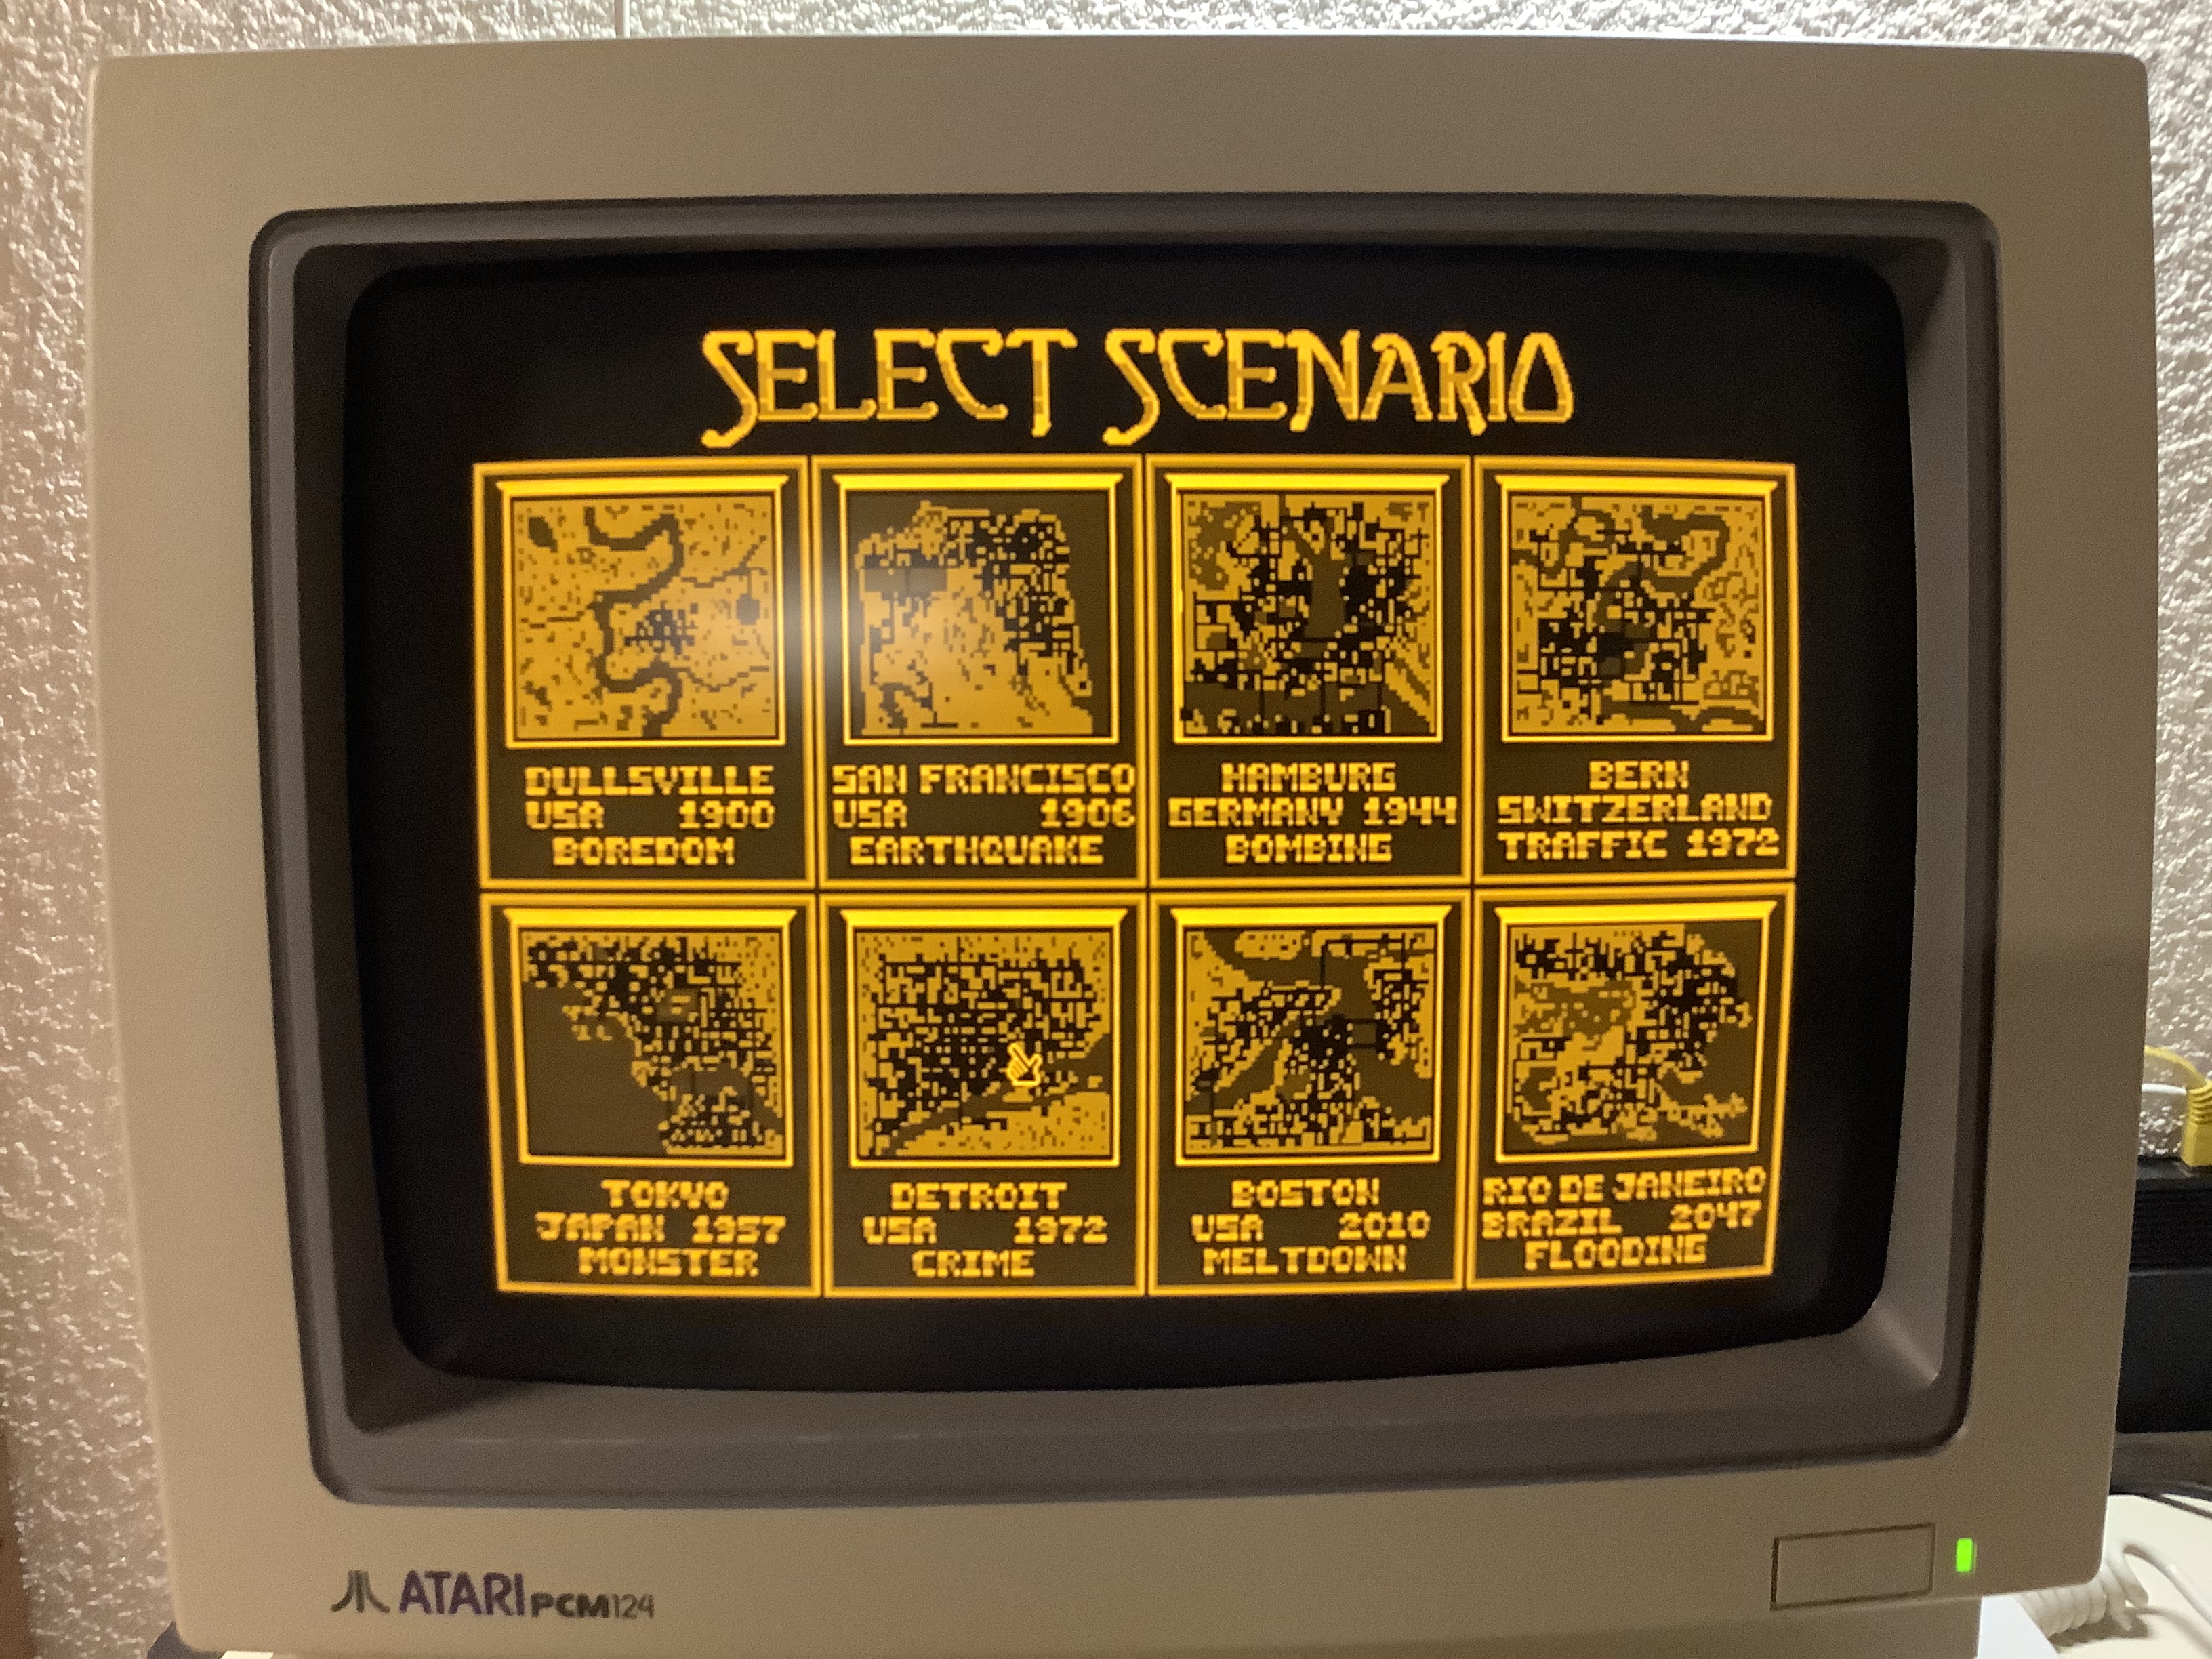 SELECT SCENARIO
DULLSVILLE
USA 1900
BOREDOM
SAN FRANCISCO
USA 1906
EARTHQUAKE
HAMBURG
GERMANY 1944
BOMBING
BERN
SWITZERLAND
TRAFFIC 1972
TOKYO
JAPAN 1957
MONSTER
DETROIT
USA 1972
CRIME
BOSTON
USA 2010
MELTDOWN
RIO DE JANEIRO
BRAZIL 2047
FLOODING
ATARI PCM124